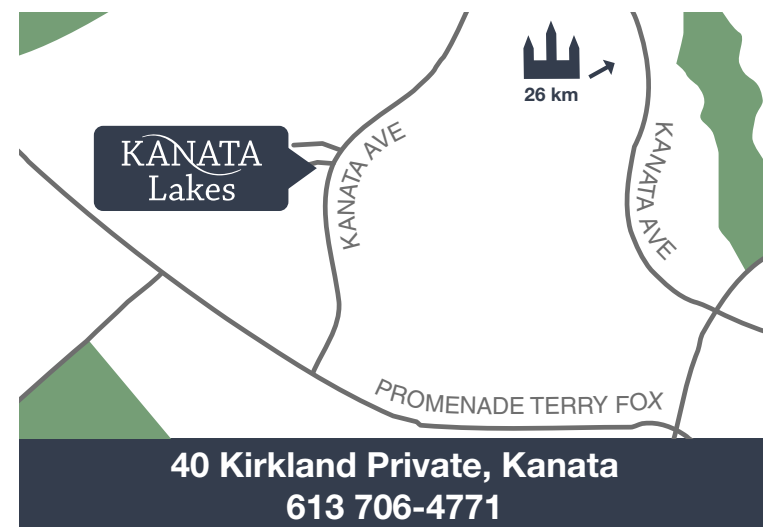 26 km
KANATA
Lakes
KANATA AVE
KANATA AVE
PROMENADE TERRY FOX
40 Kirkland Private, Kanata
613 706-4771